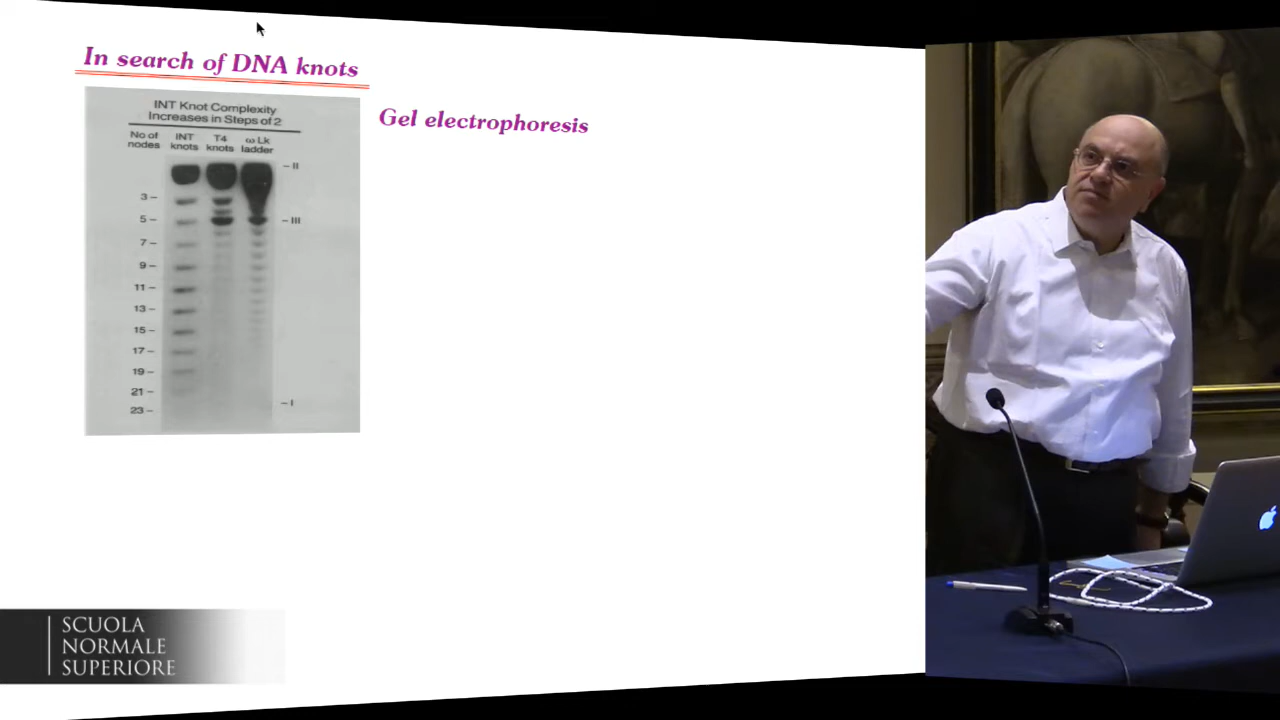 In search of DNA knots
Gel electrophoresis
INT Knot Complexity
Increases in Steps of 2
No of nodes
INT knots
T4 knots
ω Lk ladder
II
3
5
III
7
9
11
13
15
17
19
21
I
23
SCUOLA
NORMALE
SUPERIORE